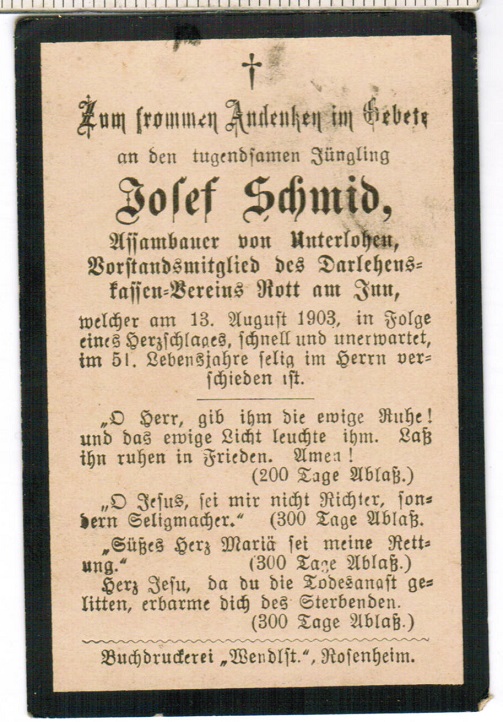 Zum frommen Andenken im Gebete
an den tugendsamen Jüngling
Josef Schmid,
Assambauer von Unterlohen,
Vorstandsmitglied des Darlehens-
kassen-Vereins Rott am Inn,
welcher am 13. August 1903, in Folge
eines Herzschlages, schnell und unerwartet,
im 51. Lebensjahre selig im Herrn ver-
schieden ist.
„O Herr, gib ihm die ewige Ruhe!
und das ewige Licht leuchte ihm. Laß
ihn ruhen in Frieden. Amen!
(200 Tage Ablaß.)
„O Jesus, sei mir nicht Richter, son-
dern Seligmacher." (300 Tage Ablaß.
„Süßes Herz Mariä sei meine Rett-
ung." (300 Tage Ablaß.)
Herz Jesu, da du die Todesangst ge-
litten, erbarme dich des Sterbenden.
(300 Tage Ablaß.)
Buchdruckerei „Wendlst.", Rosenheim.